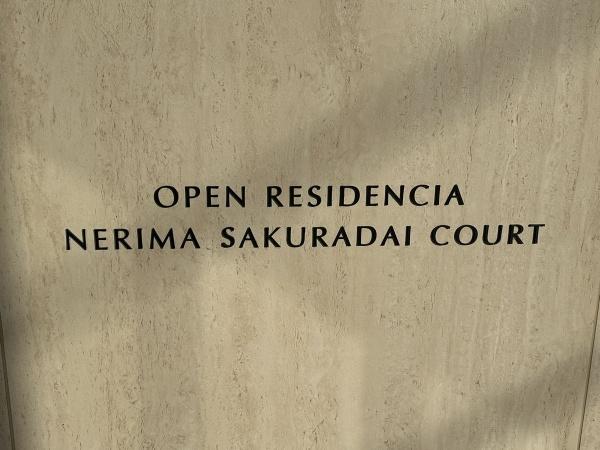 OPEN RESIDENCIA
NERIMA SAKURADAI COURT